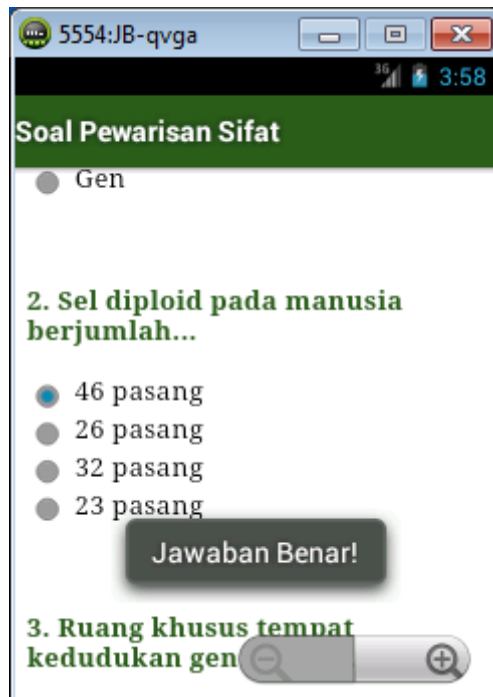 5554:JB-qvga
3G 3:58
Soal Pewarisan Sifat
Gen
2. Sel diploid pada manusia
berjumlah...
46 pasang
26 pasang
32 pasang
23 pasang
Jawaban Benar!
3. Ruang khusus tempat
kedudukan gen